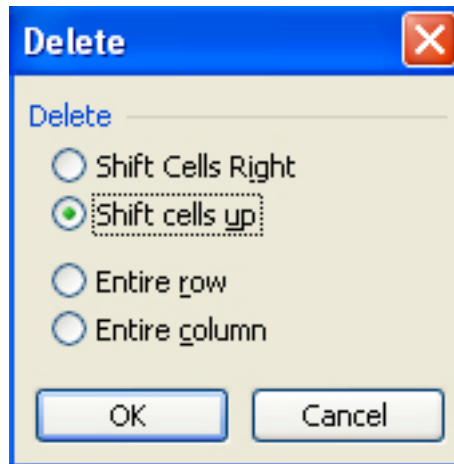 Delete
Delete
Shift Cells Right
Shift cells up
Entire row
Entire column
OK Cancel